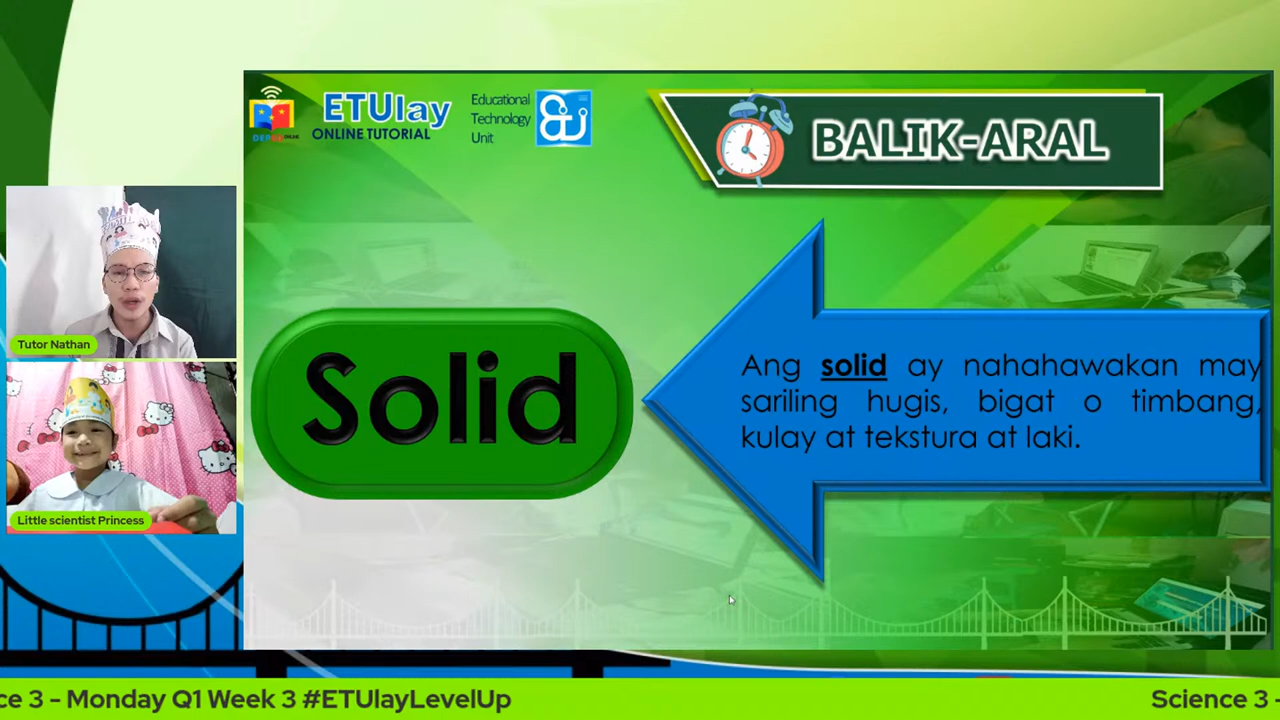 ETUlay
ONLINE TUTORIAL
Educational
Technology
Unit
BALIK-ARAL
Tutor Nathan
Little scientist Princess
Solid
Ang solid ay nahahawakan may
sariling hugis, bigat o timbang,
kulay at tekstura at laki.
ce 3 - Monday Q1 Week 3 #ETUlayLevelUp
Science 3 -